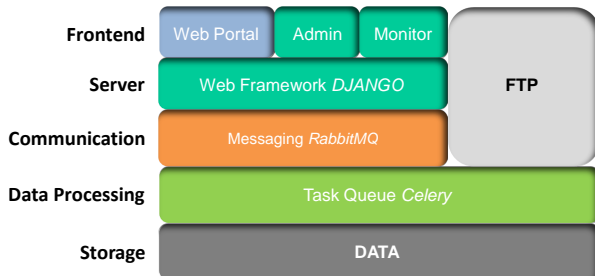 Frontend Web Portal Admin Monitor
Server Web Framework DJANGO FTP
Communication Messaging RabbitMQ
Data Processing Task Queue Celery
Storage DATA